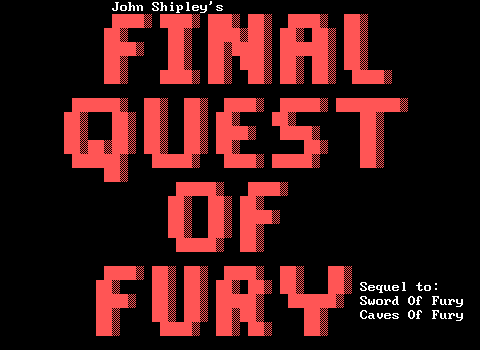 John Shipley's
FINAL
QUEST
OF
FURY
Sequel to:
Sword Of Fury
Caves Of Fury